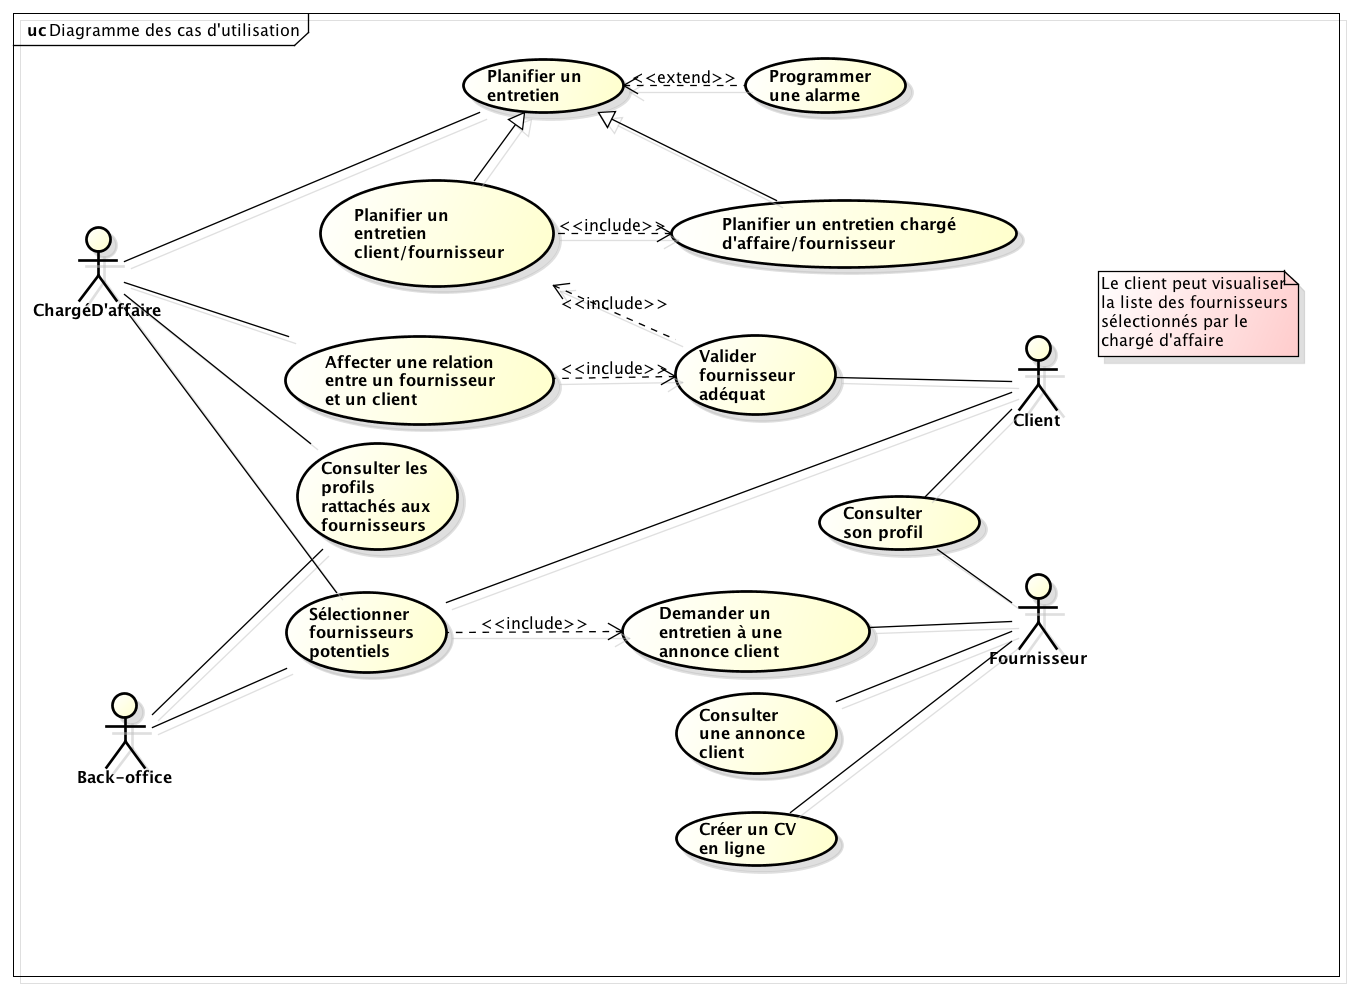 uc Diagramme des cas d'utilisation
Planifier un
entretien
<<extend>>
Programmer
une alarme
Planifier un
entretien
client/fournisseur
<<include>>
Planifier un entretien chargé
d'affaire/fournisseur
ChargéD'affaire
<<include>>
Le client peut visualiser
la liste des fournisseurs
sélectionnés par le
chargé d'affaire
Affecter une relation
entre un fournisseur
et un client
<<include>>
Valider
fournisseur
adéquat
Client
Consulter les
profils
rattachés aux
fournisseurs
Consulter
son profil
Sélectionner
fournisseurs
potentiels
<<include>>
Demander un
entretien à une
annonce client
Fournisseur
Consulter
une annonce
client
Back-office
Créer un CV
en ligne